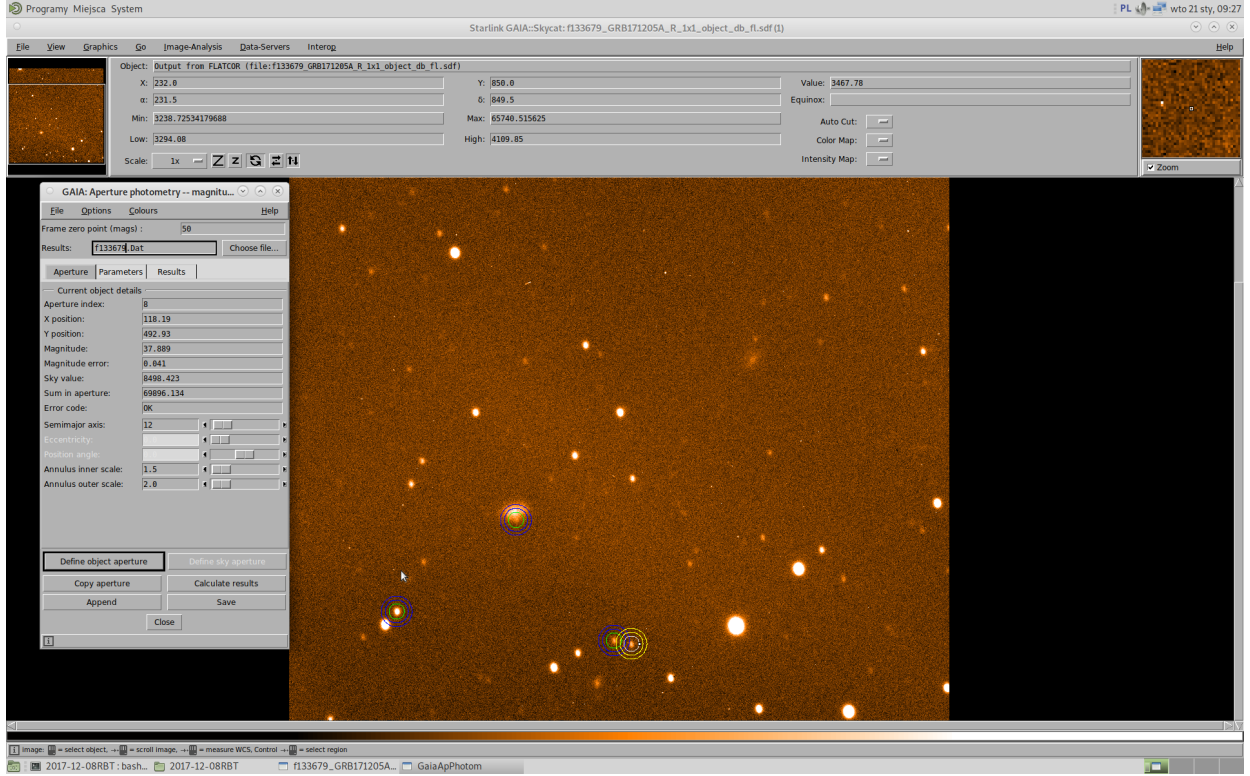 Programy Miejsca System
PL wto 21 sty, 09:27
Starlink GAIA::Skycat: f133679_GRB171205A_R_1x1_object_db_fl.sdf (1)
File View Graphics Go Image-Analysis Data-Servers Interop Help
Object: Output from FLATCOR (file:f133679_GRB171205A_R_1x1_object_db_fl.sdf)
X: 232.0 Y: 850.0 Value: 3467.78
α: 231.5 δ: 849.5 Equinox:
Min: 3238.72534179688 Max: 65740.515625 Auto Cut:
Low: 3294.08 High: 4109.85 Color Map:
Scale: 1x Z z Intensity Map:
Zoom
GAIA: Aperture photometry -- magnitu...
File Options Colours Help
Frame zero point (mags) : 50
Results: f133679.Dat Choose file...
Aperture Parameters Results
Current object details
Aperture index: 8
X position: 118.19
Y position: 492.93
Magnitude: 37.889
Magnitude error: 0.041
Sky value: 8498.423
Sum in aperture: 69896.134
Error code: OK
Semimajor axis: 12
Eccentricity:
Position angle:
Annulus inner scale: 1.5
Annulus outer scale: 2.0
Define object aperture Define sky aperture
Copy aperture Calculate results
Append Save
Close
Image: = select object, = scroll image, = measure WCS, Control = select region
2017-12-08RBT : bash... 2017-12-08RBT f133679_GRB171205A... GaiaApPhotom